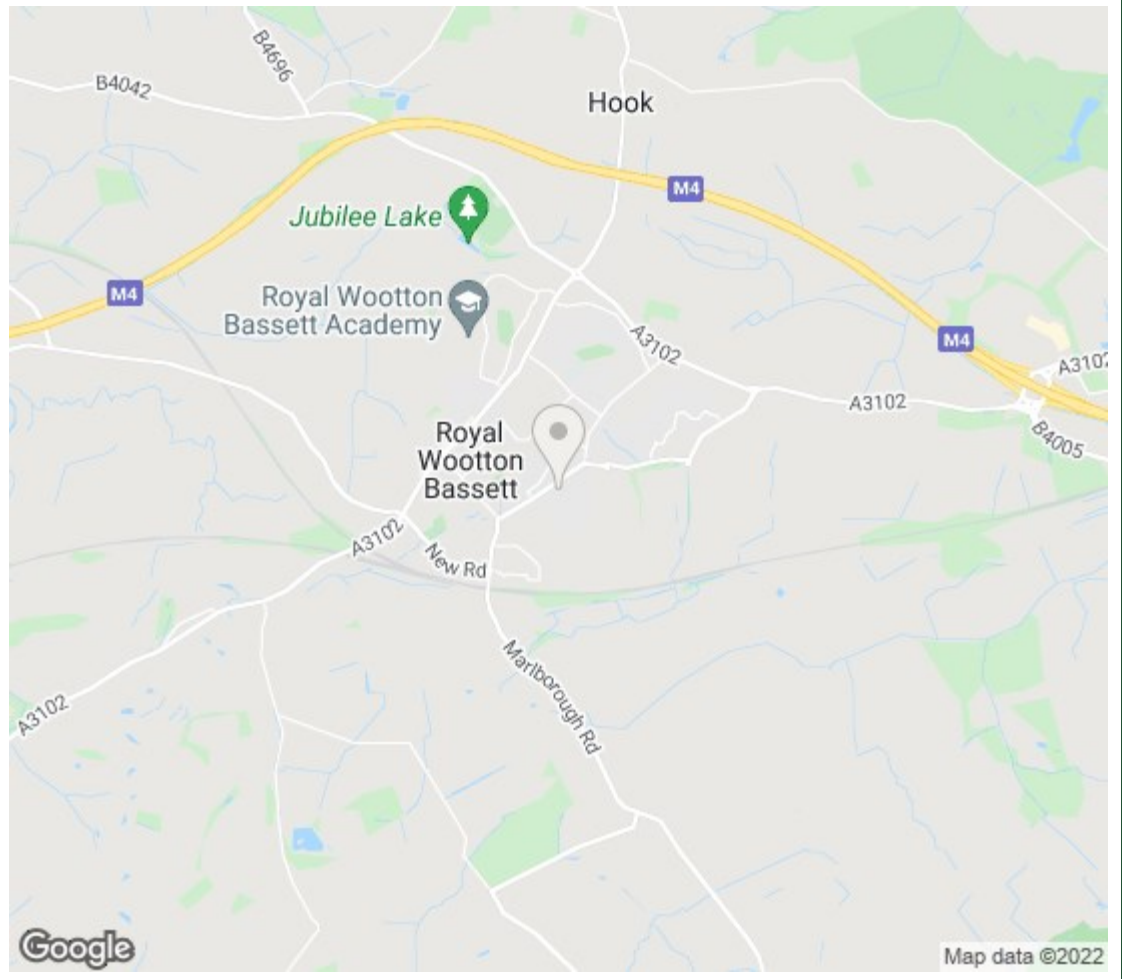 B4696
B4042
Hook
M4
Jubilee Lake
M4
Royal Wootton
Bassett Academy
A3102
M4
A3102
A3102
B4005
Royal
Wootton
Bassett
A3102
New Rd
Marlborough Rd
A3102
Google
Map data ©2022